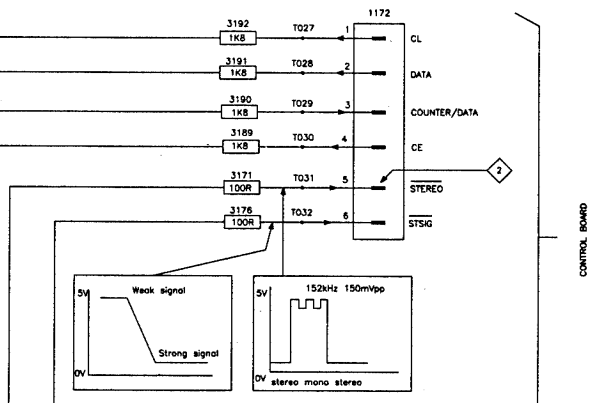 1172
3192 T027 1
1K8 CL
3191 T028 2
1K8 DATA
3190 T029 3
1K8 COUNTER/DATA
3189 T030 4
1K8 CE
2
3171 T031 5
100R STEREO
3176 T032 6
100R STSIG
CONTROL BOARD
5V Weak signal
Strong signal
0V
5V 152kHz 150mVpp
0V stereo mono stereo